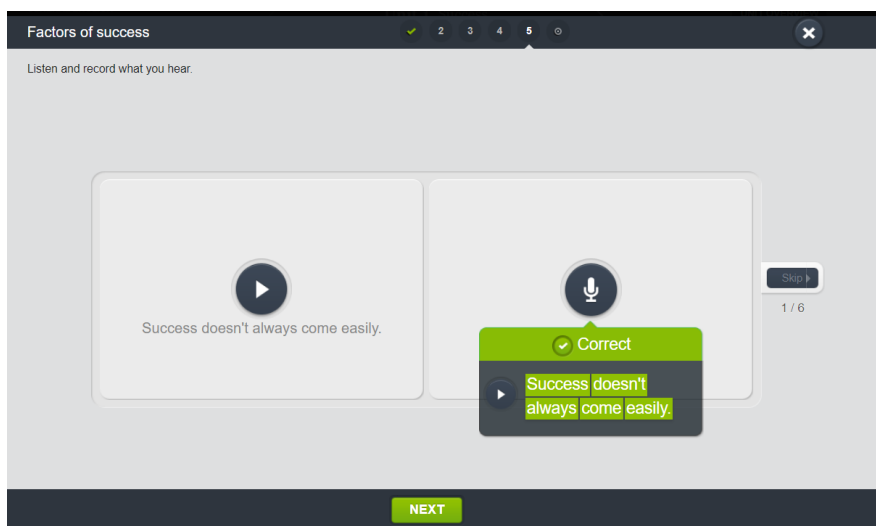 Factors of success
2 3 4 5
Listen and record what you hear.
Success doesn't always come easily.
Correct
Success doesn't
always come easily.
Skip
1 / 6
NEXT